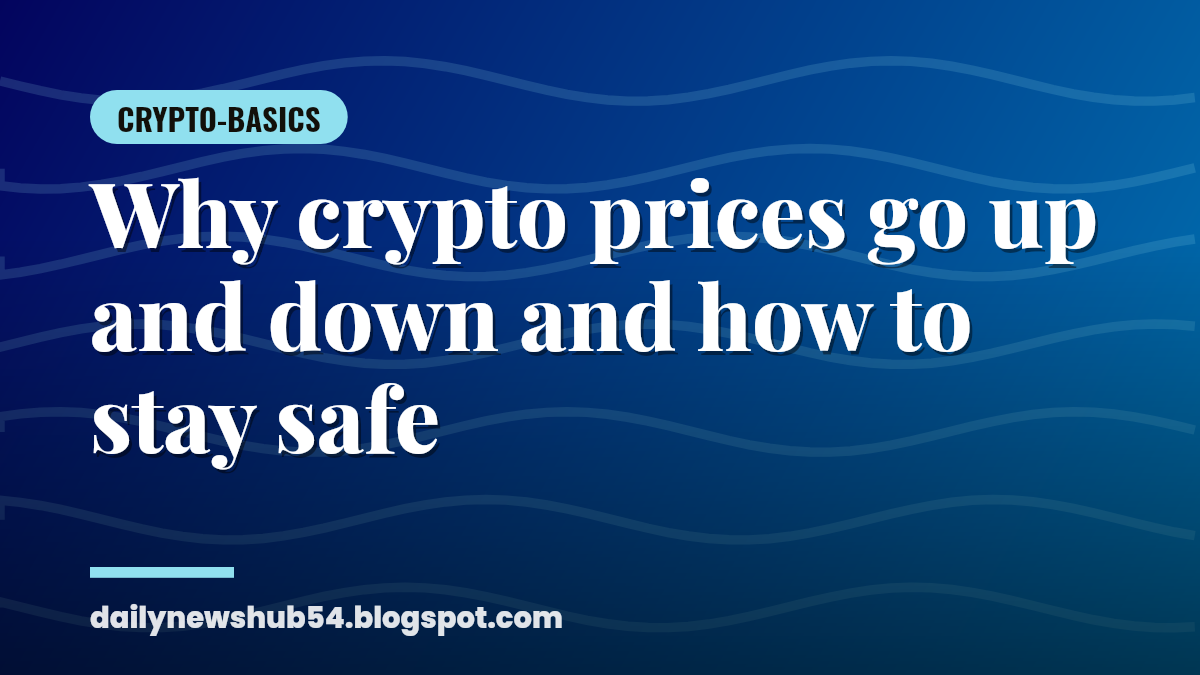 CRYPTO-BASICS
Why crypto prices go up
and down and how to
stay safe
dailynewshub54.blogspot.com